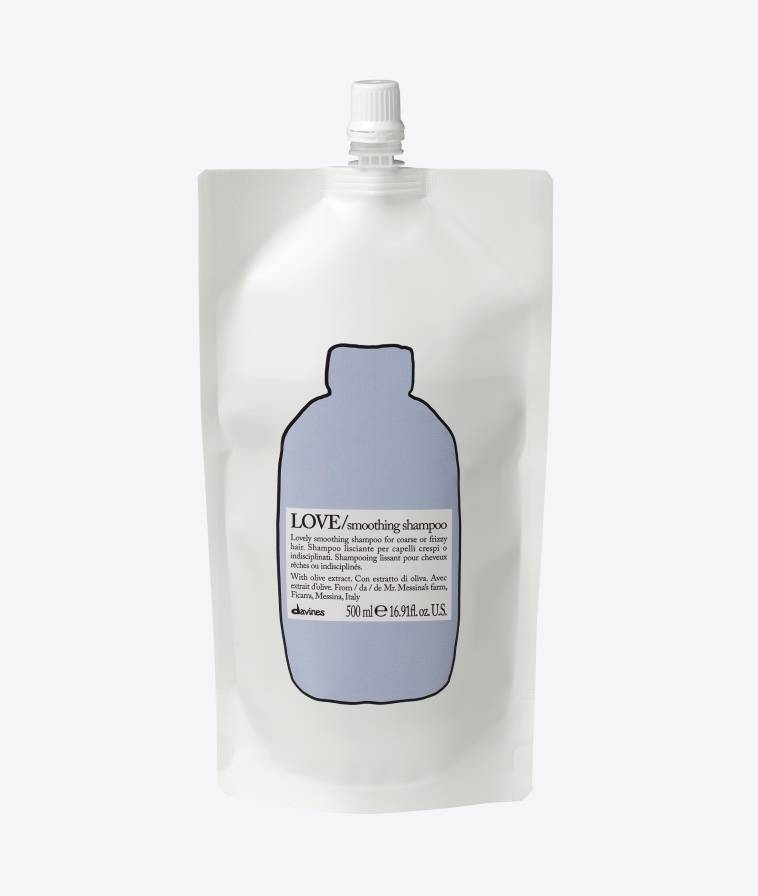 LOVE/smoothing shampoo
Lovely smoothing shampoo for coarse or frizzy
hair. Shampoo lisciante per capelli crespi o
indisciplinati. Shampooing lissant pour cheveux
rêches ou indisciplinés.
With olive extract. Con estratto di oliva. Avec
extrait d'olive. From / da / de Mr. Messina's farm,
Ficarra, Messina, Italy
davines 500 ml ℮ 16.91fl. oz. U.S.